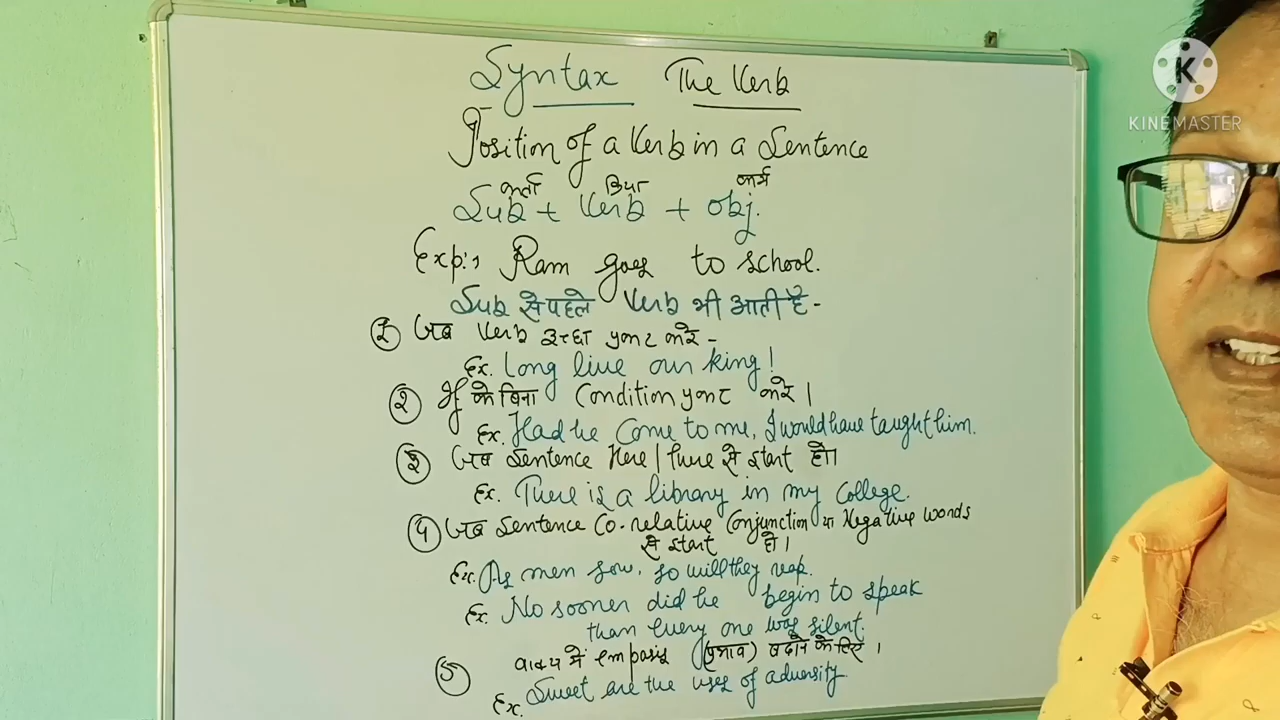 Syntax The Verb
Position of a Verb in a Sentence
कर्ता क्रिया कर्म
Sub + Verb + obj.
Exp:, Ram goes to school.
Sub से पहले Verb भी आती है -
१ जब Verb इच्छा प्रकट करे -
Ex. Long live our king!
२ If के बिना Condition प्रकट करे ।
Ex. Had he Come to me, I would have taught him.
३ जब Sentence Here / There से start हो।
Ex. There is a library in my College.
4 जब Sentence Co-relative Conjunction या Negative words
से start हो।
Ex. As men sow, so will they reap.
Ex. No sooner did he begin to speak
than every one was silent.
5 वाक्य में (प्रभाव) बढ़ाने के लिए ।
Ex. Sweet are the uses of adversity
KINEMASTER